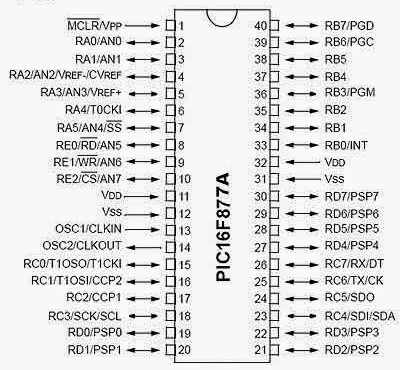 MCLR/VPP 1 40 RB7/PGD
RA0/AN0 2 39 RB6/PGC
RA1/AN1 3 38 RB5
RA2/AN2/VREF-/CVREF 4 37 RB4
RA3/AN3/VREF+ 5 36 RB3/PGM
RA4/T0CKI 6 35 RB2
RA5/AN4/SS 7 34 RB1
RE0/RD/AN5 8 33 RB0/INT
RE1/WR/AN6 9 32 VDD
RE2/CS/AN7 10 31 VSS
VDD 11 30 RD7/PSP7
VSS 12 29 RD6/PSP6
OSC1/CLKIN 13 28 RD5/PSP5
OSC2/CLKOUT 14 27 RD4/PSP4
RC0/T1OSO/T1CKI 15 26 RC7/RX/DT
RC1/T1OSI/CCP2 16 25 RC6/TX/CK
RC2/CCP1 17 24 RC5/SDO
RC3/SCK/SCL 18 23 RC4/SDI/SDA
RD0/PSP0 19 22 RD3/PSP3
RD1/PSP1 20 21 RD2/PSP2
PIC16F877A